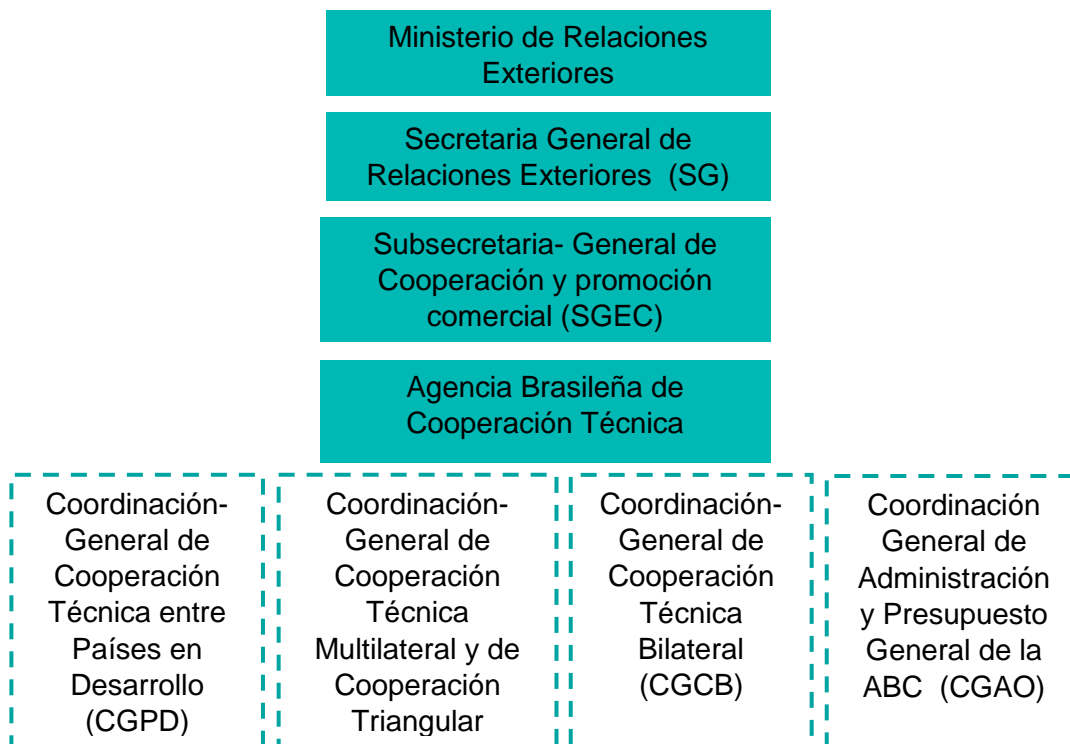 Ministerio de Relaciones
Exteriores
Secretaria General de
Relaciones Exteriores (SG)
Subsecretaria- General de
Cooperación y promoción
comercial (SGEC)
Agencia Brasileña de
Cooperación Técnica
Coordinación-
General de
Cooperación
Técnica entre
Países en
Desarrollo
(CGPD)
Coordinación-
General de
Cooperación
Técnica
Multilateral y de
Cooperación
Triangular
Coordinación-
General de
Cooperación
Técnica
Bilateral
(CGCB)
Coordinación
General de
Administración
y Presupuesto
General de la
ABC (CGAO)